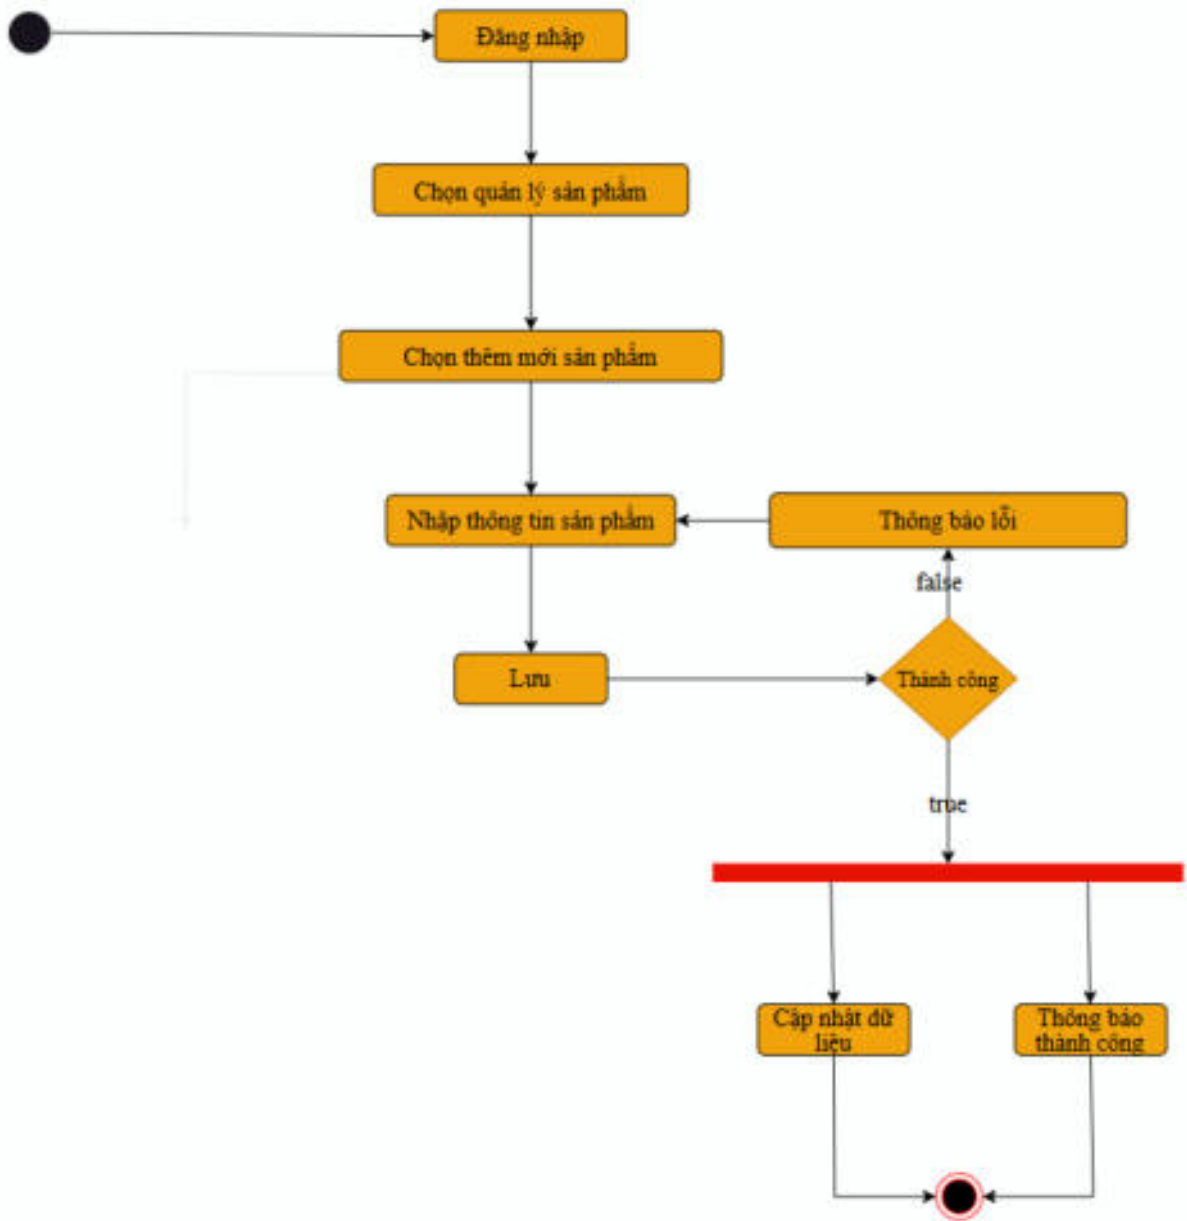 Đăng nhập
Chọn quản lý sản phẩm
Chọn thêm mới sản phẩm
Nhập thông tin sản phẩm
Thông báo lỗi
false
Lưu
Thành công
true
Cập nhật dữ
liệu
Thông báo
thành công